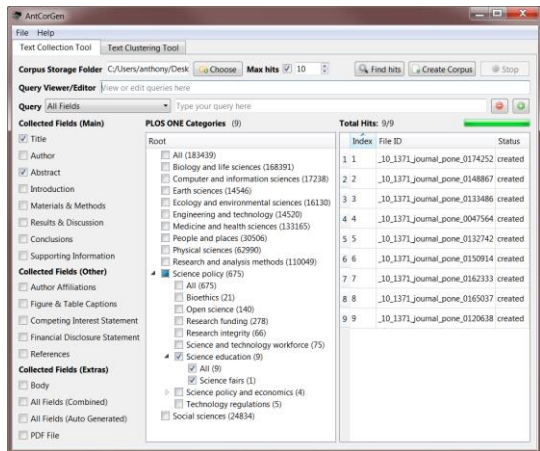 AntCorGen
File Help
Text Collection Tool Text Clustering Tool
Corpus Storage Folder C:/Users/anthony/Desk Choose Max hits 10 Find hits Create Corpus Stop
Query Viewer/Editor View or edit queries here
Query All Fields Type your query here
Collected Fields (Main)
Title
Author
Abstract
Introduction
Materials & Methods
Results & Discussion
Conclusions
Supporting Information
Collected Fields (Other)
Author Affiliations
Figure & Table Captions
Competing Interest Statement
Financial Disclosure Statement
References
Collected Fields (Extras)
Body
All Fields (Combined)
All Fields (Auto Generated)
PDF File
PLOS ONE Categories (9)
Root
All (183439)
Biology and life sciences (168391)
Computer and information sciences (17238)
Earth sciences (14546)
Ecology and environmental sciences (16130)
Engineering and technology (14520)
Medicine and health sciences (133165)
People and places (30506)
Physical sciences (62990)
Research and analysis methods (110049)
Science policy (675)
All (675)
Bioethics (21)
Open science (140)
Research funding (278)
Research integrity (66)
Science and technology workforce (75)
Science education (9)
All (9)
Science fairs (1)
Science policy and economics (4)
Technology regulations (5)
Social sciences (24834)
Total Hits: 9/9
Index File ID Status
1 1 _10_1371_journal_pone_0174252 created
2 2 _10_1371_journal_pone_0148867 created
3 3 _10_1371_journal_pone_0133486 created
4 4 _10_1371_journal_pone_0047564 created
5 5 _10_1371_journal_pone_0132742 created
6 6 _10_1371_journal_pone_0150914 created
7 7 _10_1371_journal_pone_0162333 created
8 8 _10_1371_journal_pone_0165037 created
9 9 _10_1371_journal_pone_0120638 created